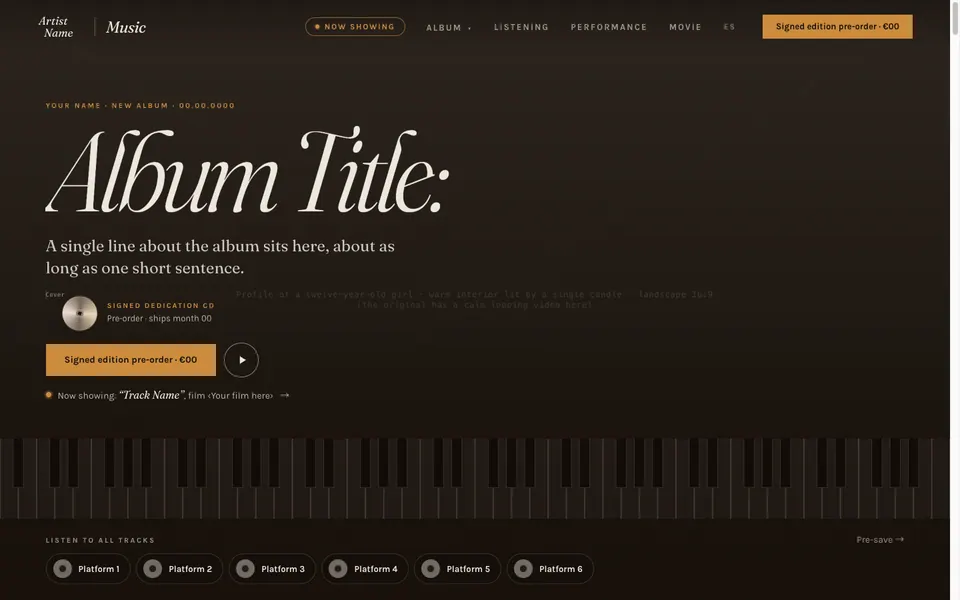 Artist
Name
Music
NOW SHOWING
ALBUM
LISTENING
PERFORMANCE
MOVIE
ES
Signed edition pre-order · €00
YOUR NAME · NEW ALBUM · 00.00.0000
Album Title:
A single line about the album sits here, about as
long as one short sentence.
Cover
Profile of a twelve-year-old girl · warm interior lit by a single candle · landscape 16:9
(the original has a calm looping video here)
SIGNED DEDICATION CD
Pre-order · ships month 00
Signed edition pre-order · €00
Now showing: “Track Name”, film ‹Your film here› →
LISTEN TO ALL TRACKS
Pre-save →
Platform 1
Platform 2
Platform 3
Platform 4
Platform 5
Platform 6